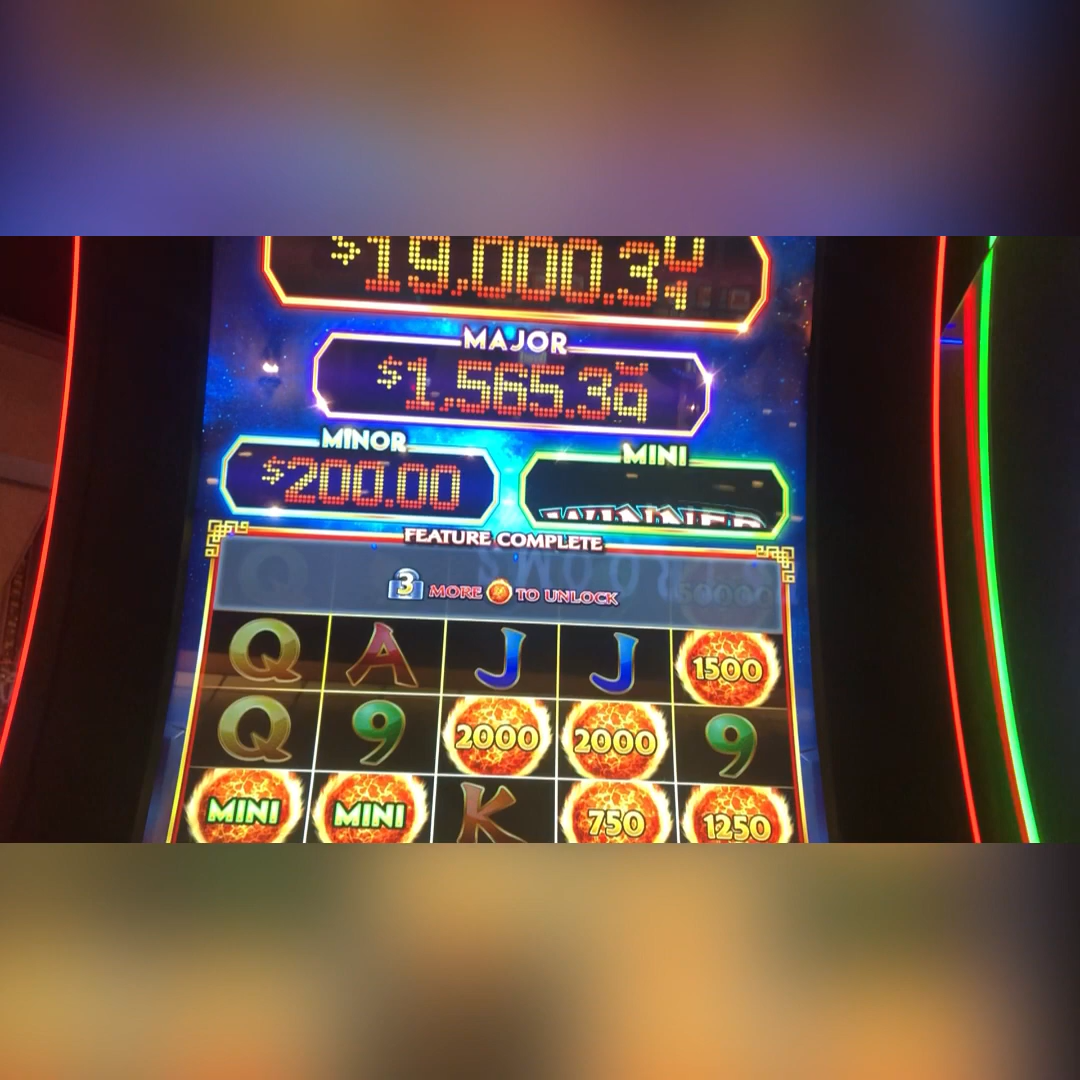 $19,000.3
MAJOR
$1,565.3
MINOR
MINI
$200.00
WINNER
FEATURE COMPLETE
3 MORE TO UNLOCK
Q A J J 1500
Q 9 2000 2000 9
MINI MINI K 750 1250